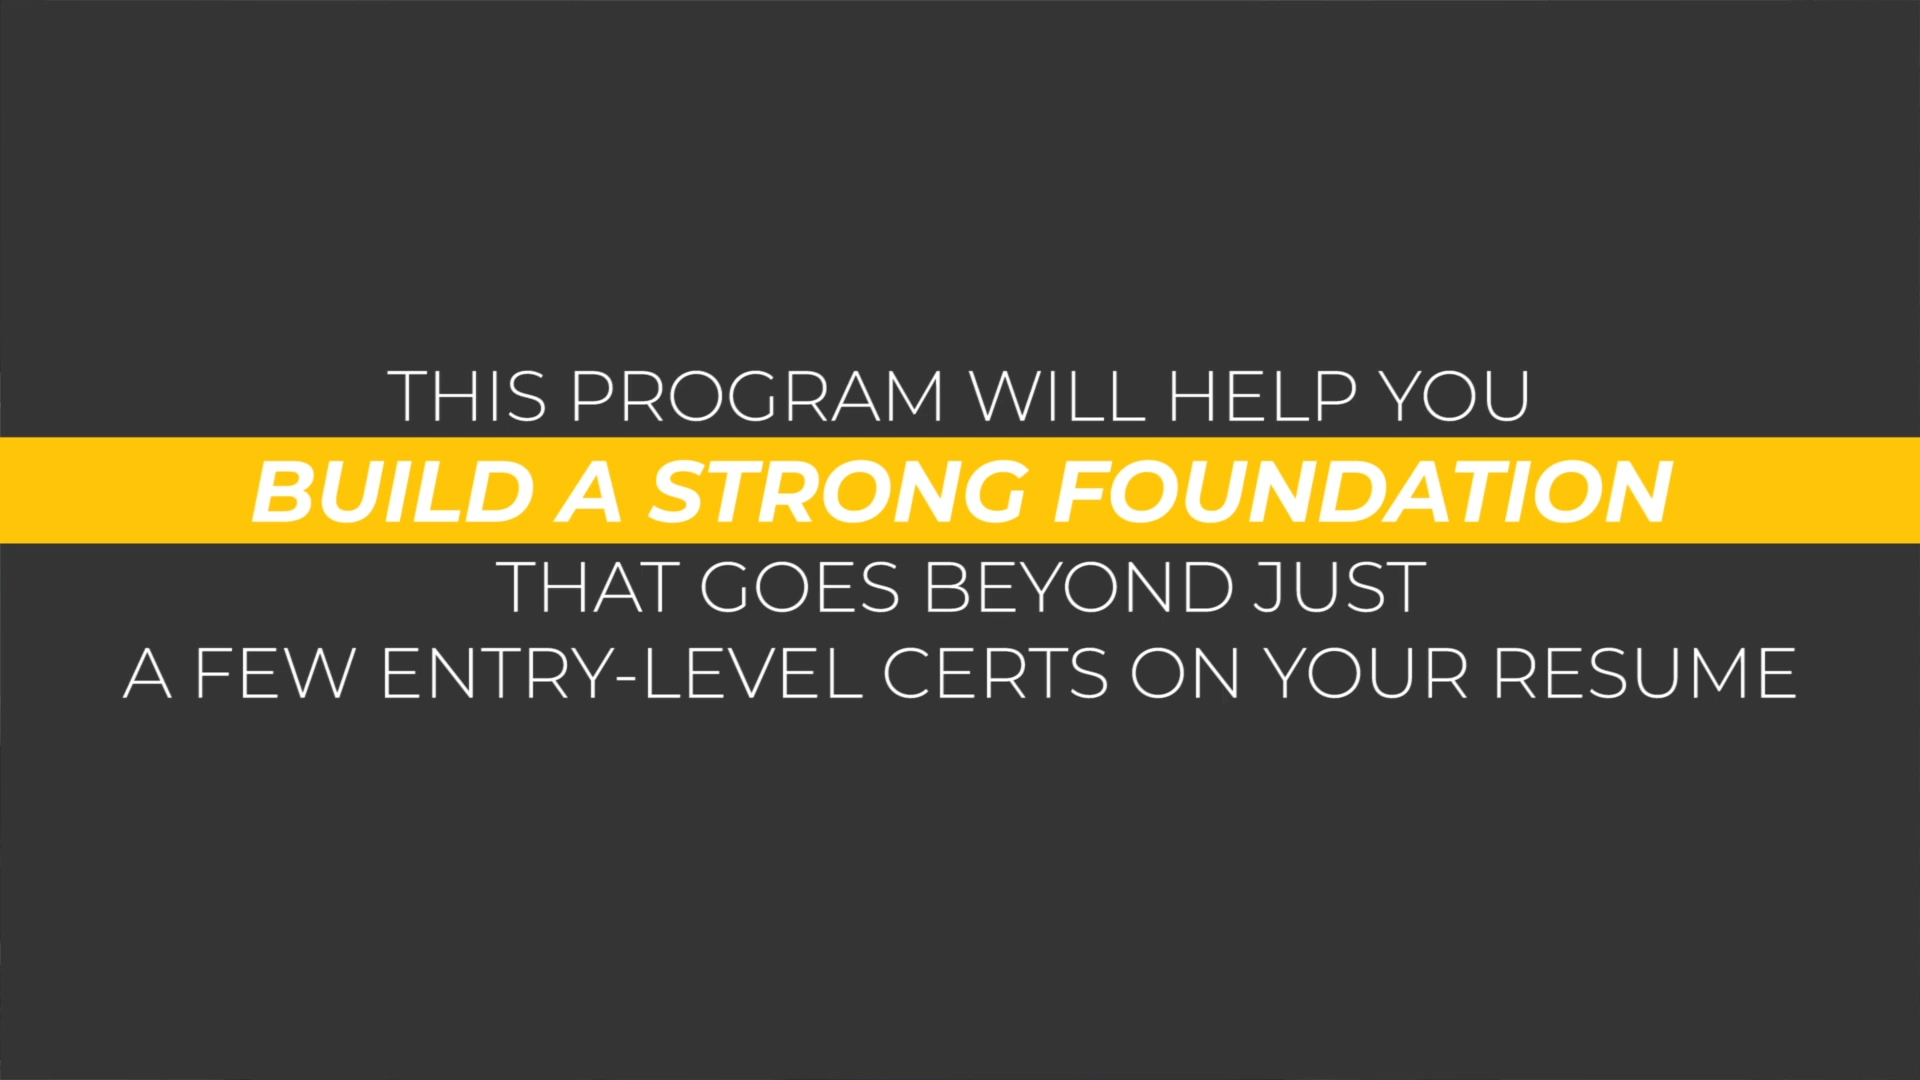 THIS PROGRAM WILL HELP YOU
BUILD A STRONG FOUNDATION
THAT GOES BEYOND JUST
A FEW ENTRY-LEVEL CERTS ON YOUR RESUME